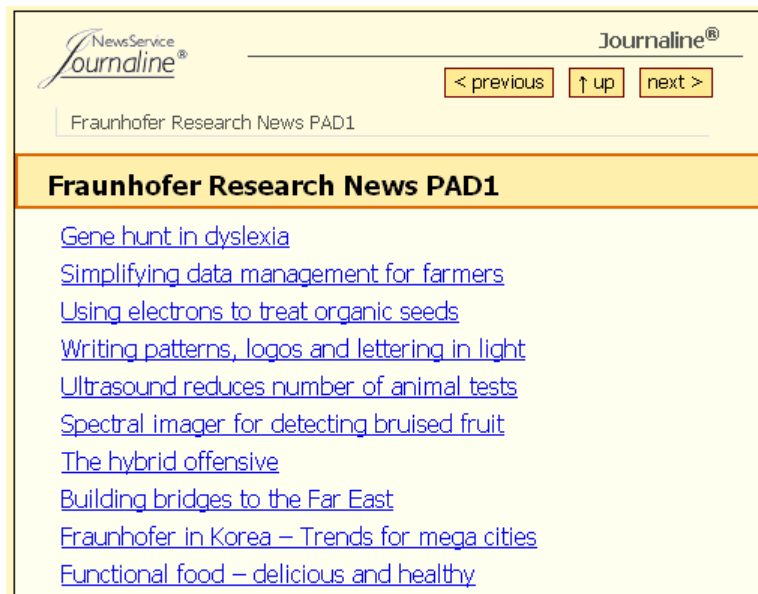 NewsService
Journaline®
Journaline®
< previous
↑ up
next >
Fraunhofer Research News PAD1
Fraunhofer Research News PAD1
Gene hunt in dyslexia
Simplifying data management for farmers
Using electrons to treat organic seeds
Writing patterns, logos and lettering in light
Ultrasound reduces number of animal tests
Spectral imager for detecting bruised fruit
The hybrid offensive
Building bridges to the Far East
Fraunhofer in Korea – Trends for mega cities
Functional food – delicious and healthy